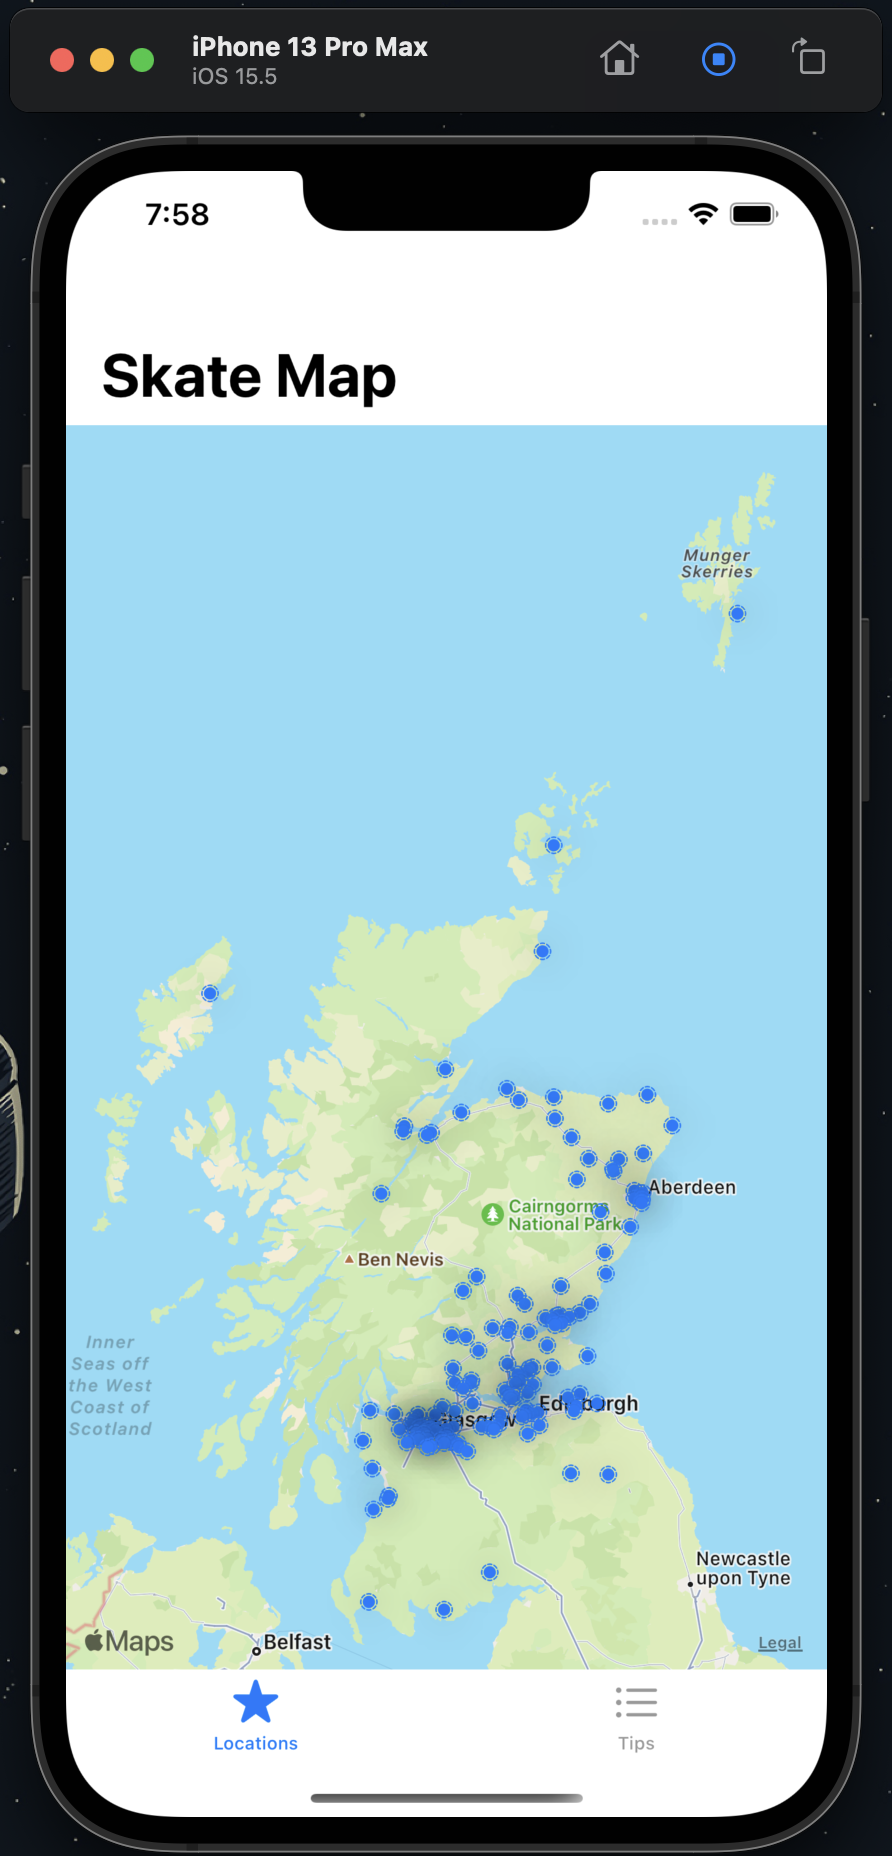 iPhone 13 Pro Max
iOS 15.5
7:58
Skate Map
Munger
Skerries
Aberdeen
Cairngorms
National Park
Ben Nevis
Inner
Seas off
the West
Coast of
Scotland
Edinburgh
Glasgow
Newcastle
upon Tyne
Belfast
Maps
Legal
Locations
Tips